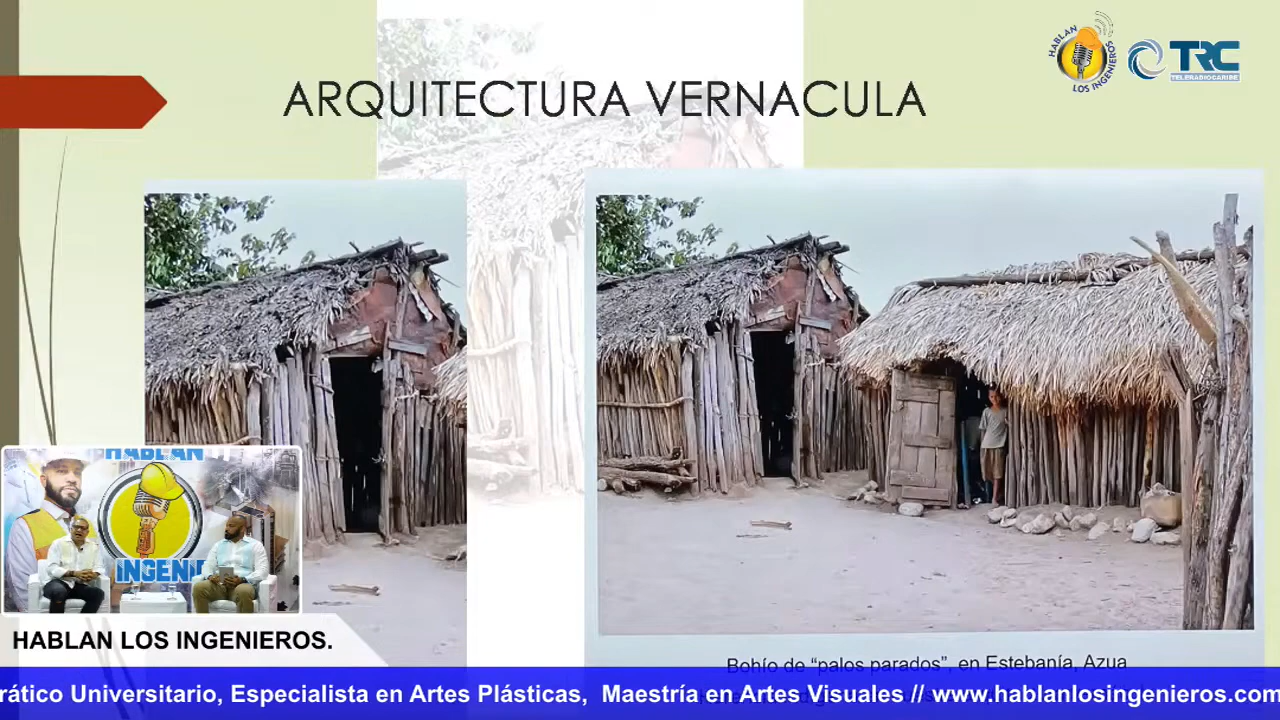 ARQUITECTURA VERNACULA
HABLAN
LOS INGENIEROS
TRC
TELERADIOCARIBE
HABLAN
INGENI
HABLAN LOS INGENIEROS.
Bohío de “palos parados”, en Estebanía, Azua
rático Universitario, Especialista en Artes Plásticas, Maestría en Artes Visuales // www.hablanlosingenieros.com